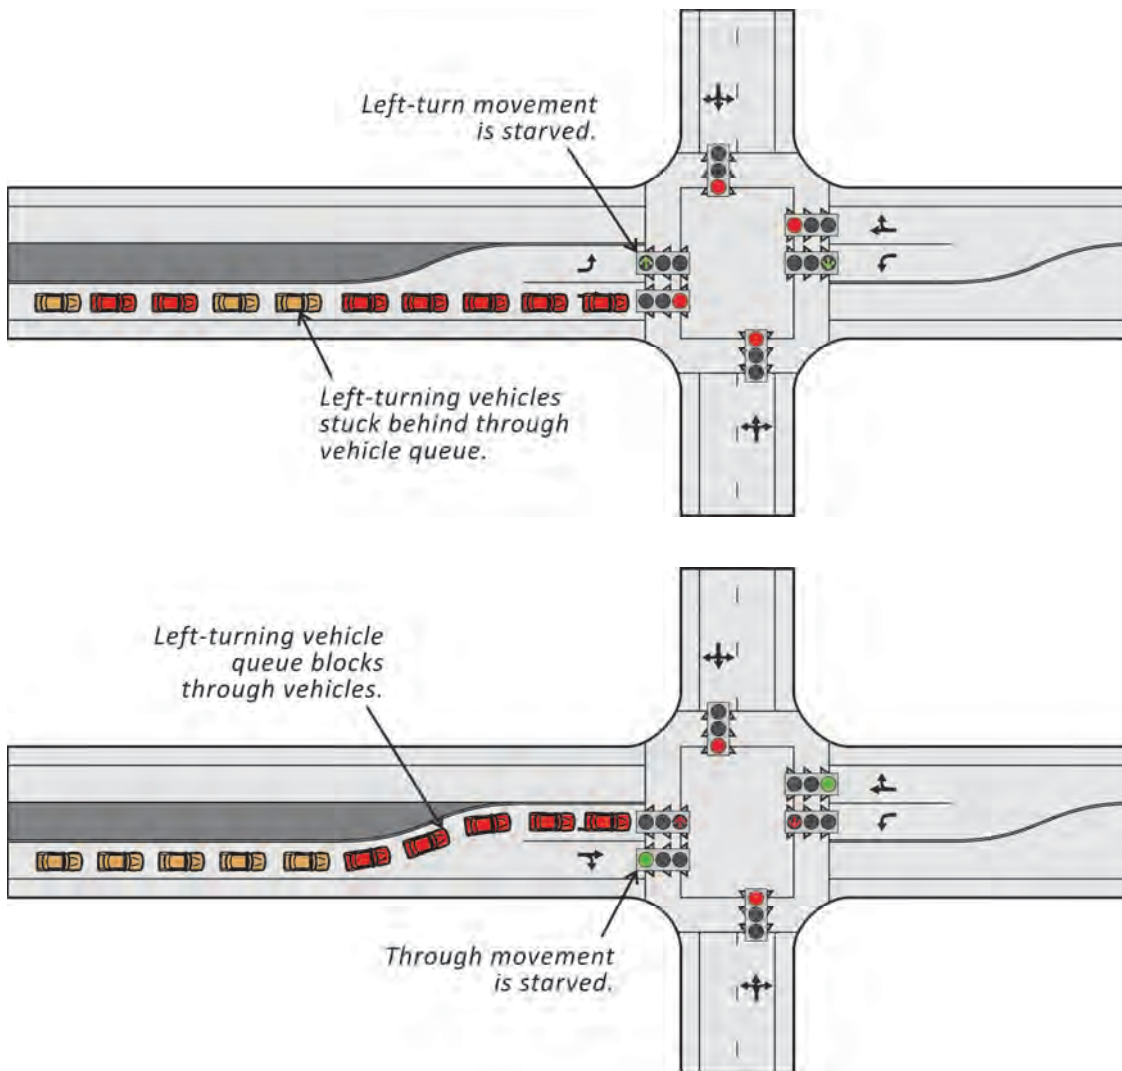 Left-turn movement
is starved.
Left-turning vehicles
stuck behind through
vehicle queue.
Left-turning vehicle
queue blocks
through vehicles.
Through movement
is starved.